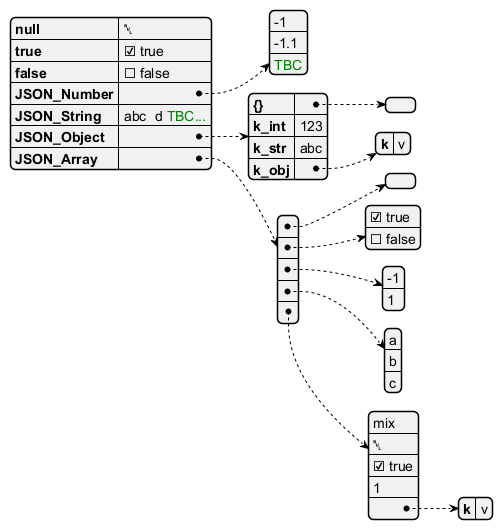 null ␀
true ☑ true
false ☐ false
JSON_Number
JSON_String abc  d TBC...
JSON_Object
JSON_Array
-1
-1.1
TBC
{}
k_int 123
k_str abc
k_obj
k v
☑ true
☐ false
-1
1
a
b
c
mix
␀
☑ true
1
k v